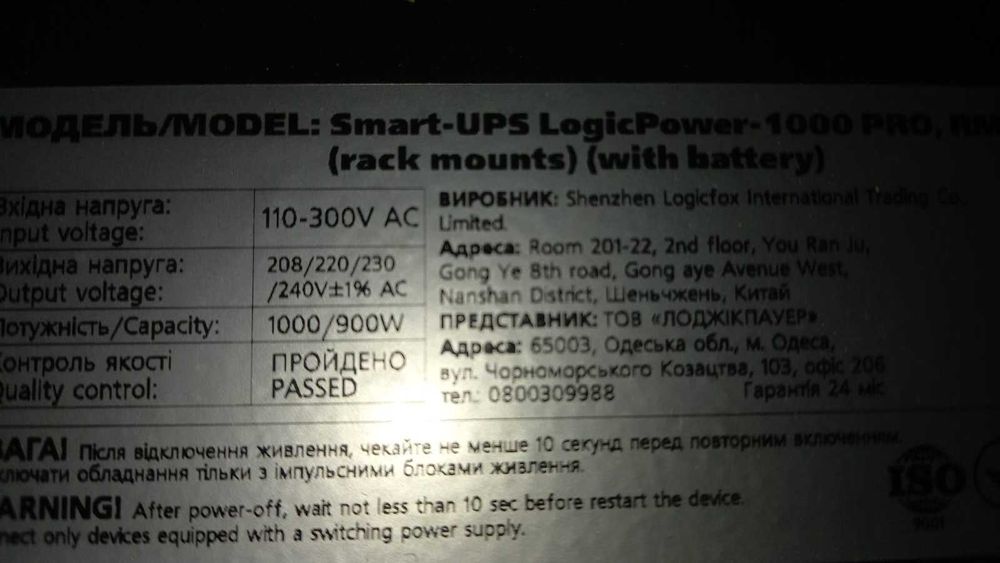 МОДЕЛЬ/MODEL: Smart-UPS LogicPower-1000 PRO, RM
(rack mounts) (with battery)
Вхідна напруга:
Input voltage:
110-300V AC
Вихідна напруга:
Output voltage:
208/220/230
/240V±1% AC
Потужність/Capacity:
1000/900W
Контроль якості
Quality control:
ПРОЙДЕНО
PASSED
ВИРОБНИК: Shenzhen Logicfox International Trading Co.
Limited.
Адреса: Room 201-22, 2nd floor, You Ran Ju,
Gong Ye 8th road, Gong aye Avenue West,
Nanshan District, Шеньчжень, Китай
ПРЕДСТАВНИК: ТОВ «ЛОДЖІКПАУЕР»
Адреса: 65003, Одеська обл., м. Одеса,
вул. Чорноморського Козацтва, 103, офіс 206
тел.: 0800309988 Гарантія 24 міс.
ВАГА! Після відключення живлення, чекайте не менше 10 секунд перед повторним включенням.
ключати обладнання тільки з імпульсними блоками живлення.
WARNING! After power-off, wait not less than 10 sec before restart the device.
nect only devices equipped with a switching power supply.
ISO
9001